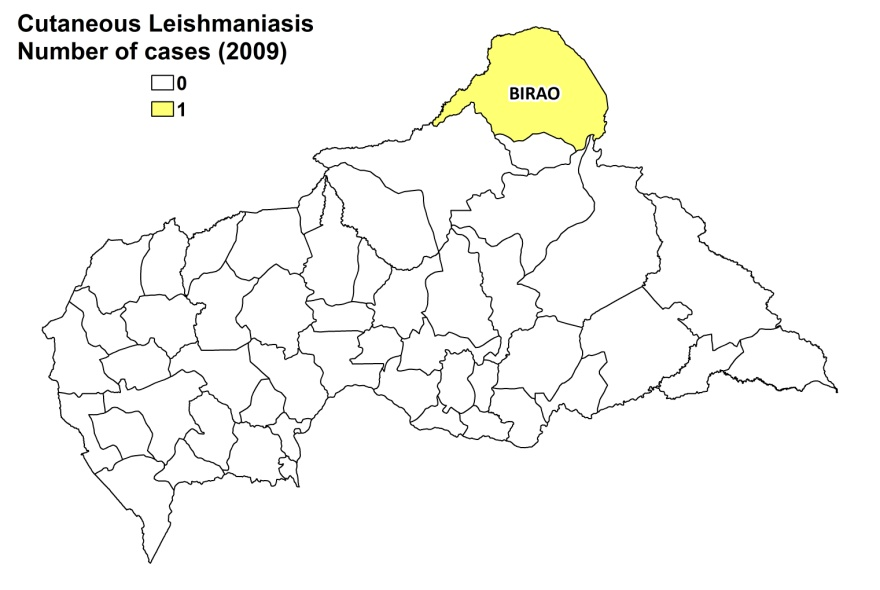 Cutaneous Leishmaniasis
Number of cases (2009)
0
1
BIRAO